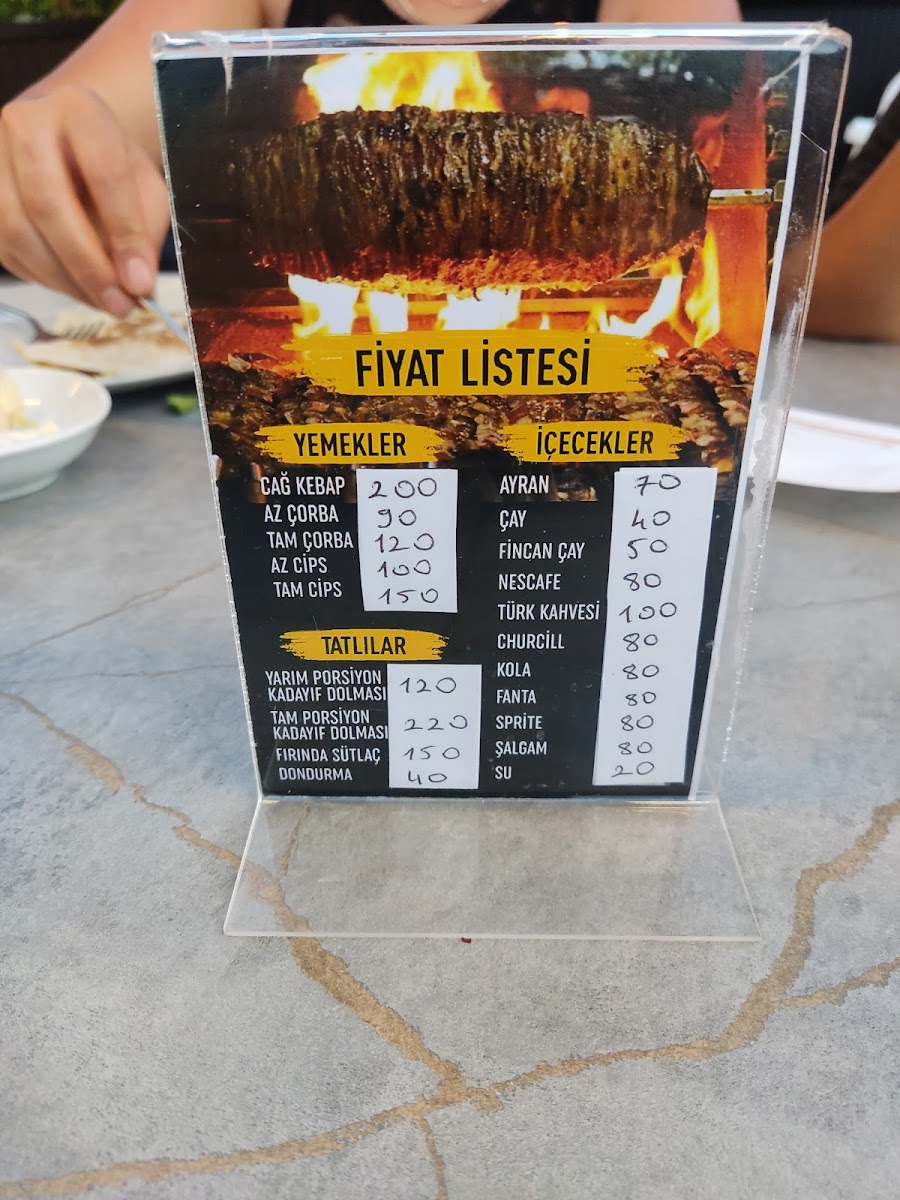 FİYAT LİSTESİ
YEMEKLER
CAĞ KEBAP 200
AZ ÇORBA 90
TAM ÇORBA 120
AZ CİPS 100
TAM CİPS 150
TATLILAR
YARIM PORSİYON
KADAYIF DOLMASI 120
TAM PORSİYON
KADAYIF DOLMASI 220
FIRINDA SÜTLAÇ 150
DONDURMA 40
İÇECEKLER
AYRAN 70
ÇAY 40
FİNCAN ÇAY 50
NESCAFE 80
TÜRK KAHVESİ 100
CHURCILL 80
KOLA 80
FANTA 80
SPRİTE 80
ŞALGAM 80
SU 20